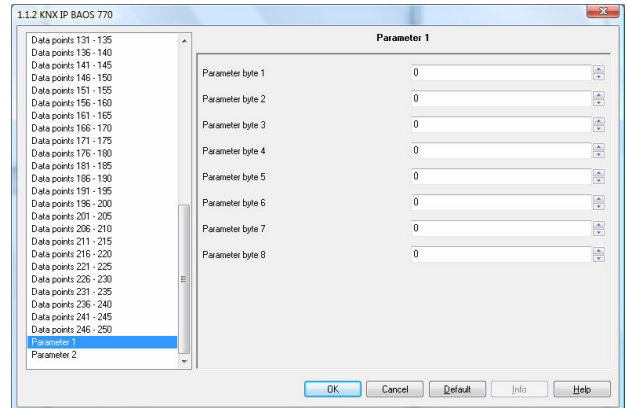 1.1.2 KNX IP BAOS 770
Data points 131 - 135
Data points 136 - 140
Data points 141 - 145
Data points 146 - 150
Data points 151 - 155
Data points 156 - 160
Data points 161 - 165
Data points 166 - 170
Data points 171 - 175
Data points 176 - 180
Data points 181 - 185
Data points 186 - 190
Data points 191 - 195
Data points 196 - 200
Data points 201 - 205
Data points 206 - 210
Data points 211 - 215
Data points 216 - 220
Data points 221 - 225
Data points 226 - 230
Data points 231 - 235
Data points 236 - 240
Data points 241 - 245
Data points 246 - 250
Parameter 1
Parameter 2
Parameter 1
Parameter byte 1 0
Parameter byte 2 0
Parameter byte 3 0
Parameter byte 4 0
Parameter byte 5 0
Parameter byte 6 0
Parameter byte 7 0
Parameter byte 8 0
OK Cancel Default Info Help